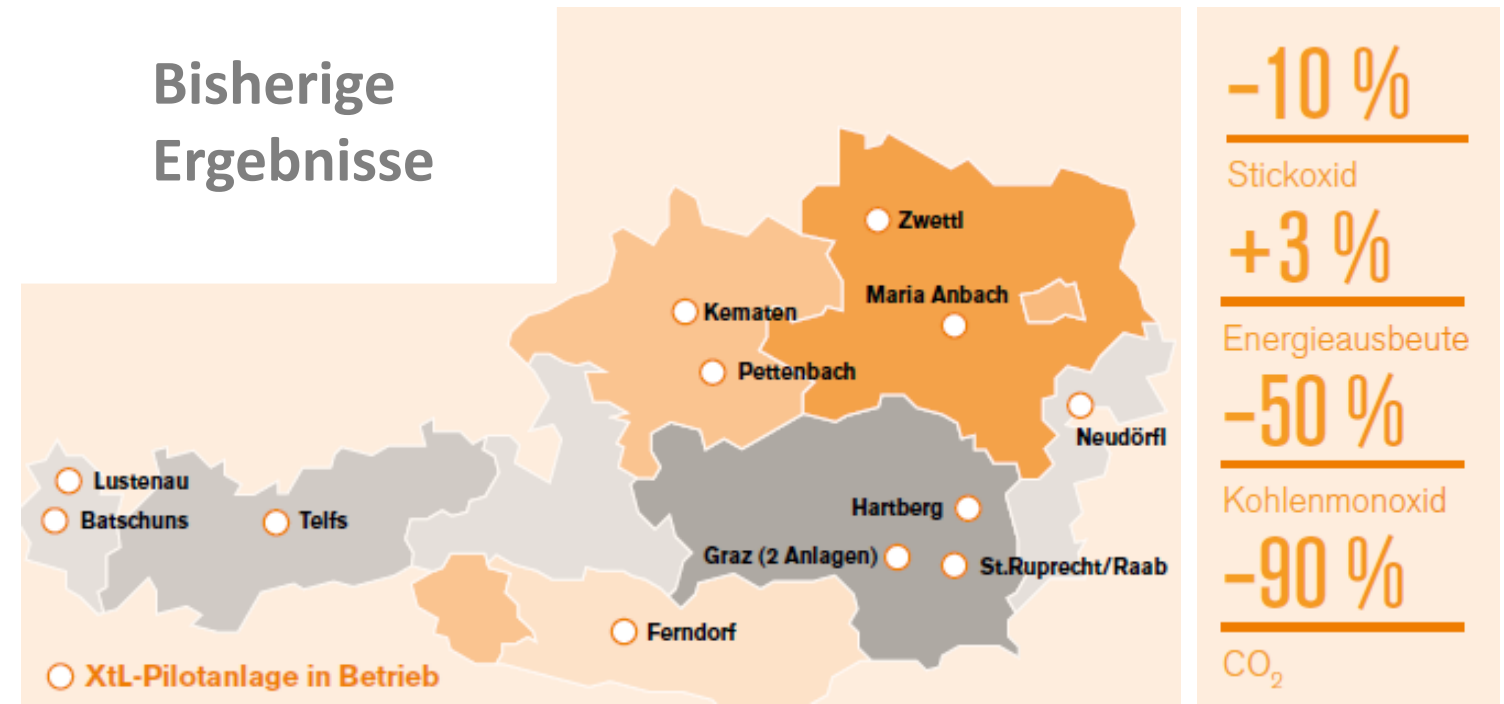 Bisherige
Ergebnisse
Zwettl
Maria Anbach
Kematen
Pettenbach
Neudörfl
Lustenau
Batschuns
Telfs
Hartberg
Graz (2 Anlagen)
St.Ruprecht/Raab
Ferndorf
XtL-Pilotanlage in Betrieb
–10 %
Stickoxid
+3 %
Energieausbeute
–50 %
Kohlenmonoxid
–90 %
CO₂